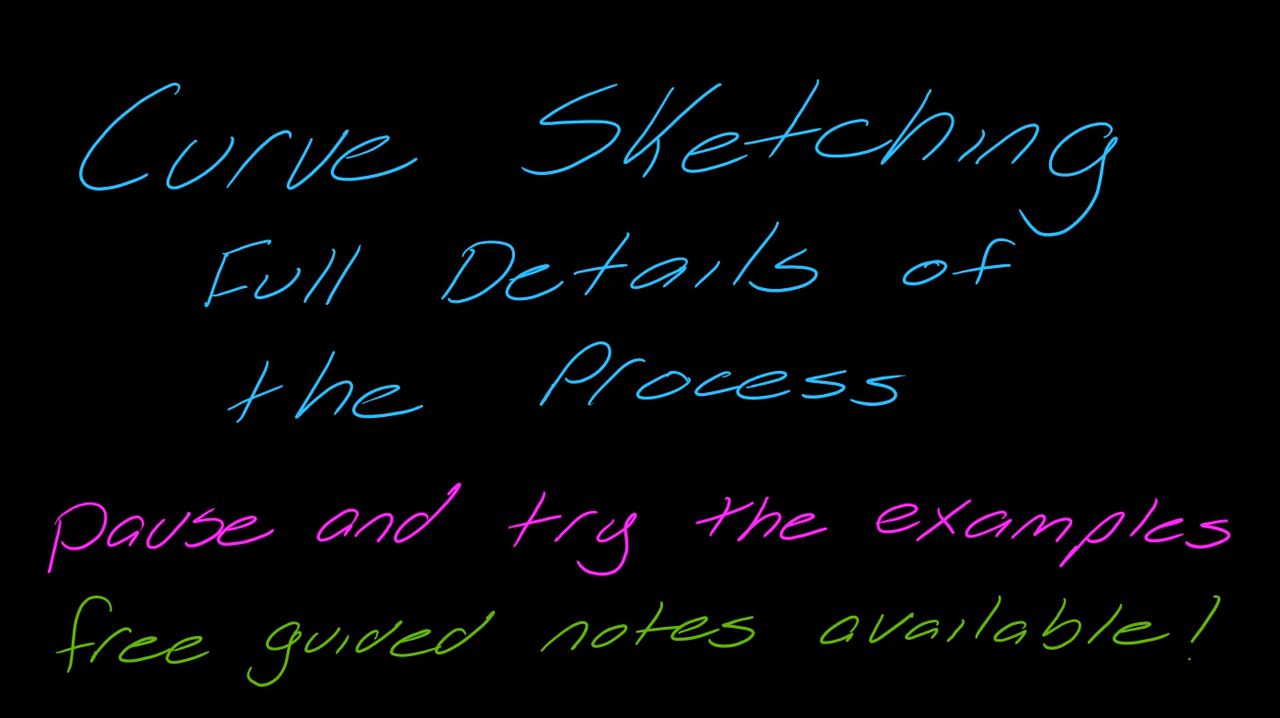 Curve Sketching
Full Details of
the Process
pause and try the examples
free guided notes available!